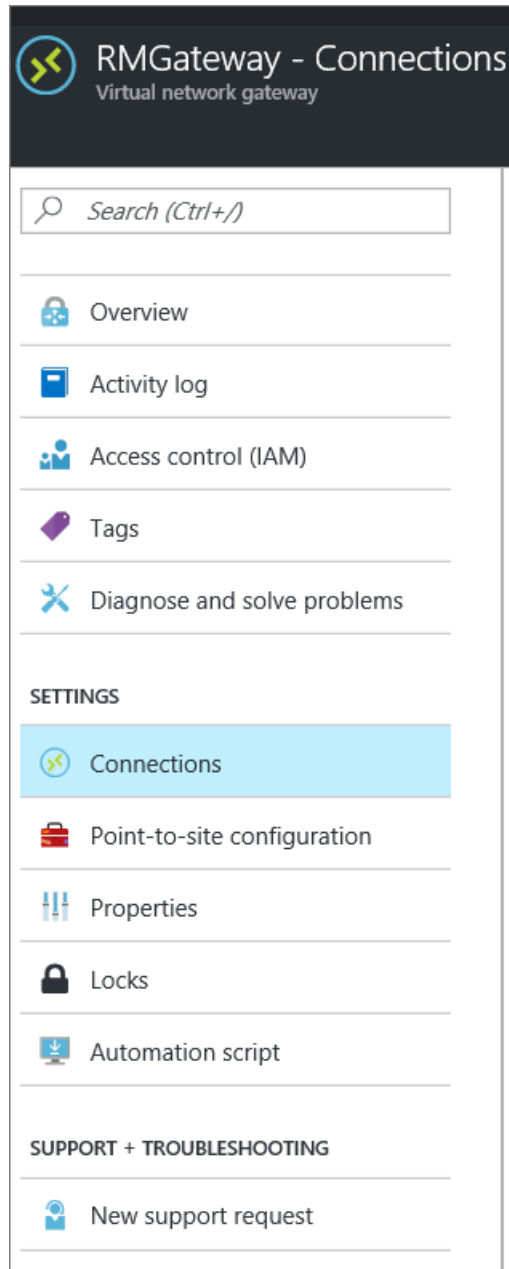 RMGateway - Connections
Virtual network gateway
Search (Ctrl+/)
Overview
Activity log
Access control (IAM)
Tags
Diagnose and solve problems
SETTINGS
Connections
Point-to-site configuration
Properties
Locks
Automation script
SUPPORT + TROUBLESHOOTING
New support request